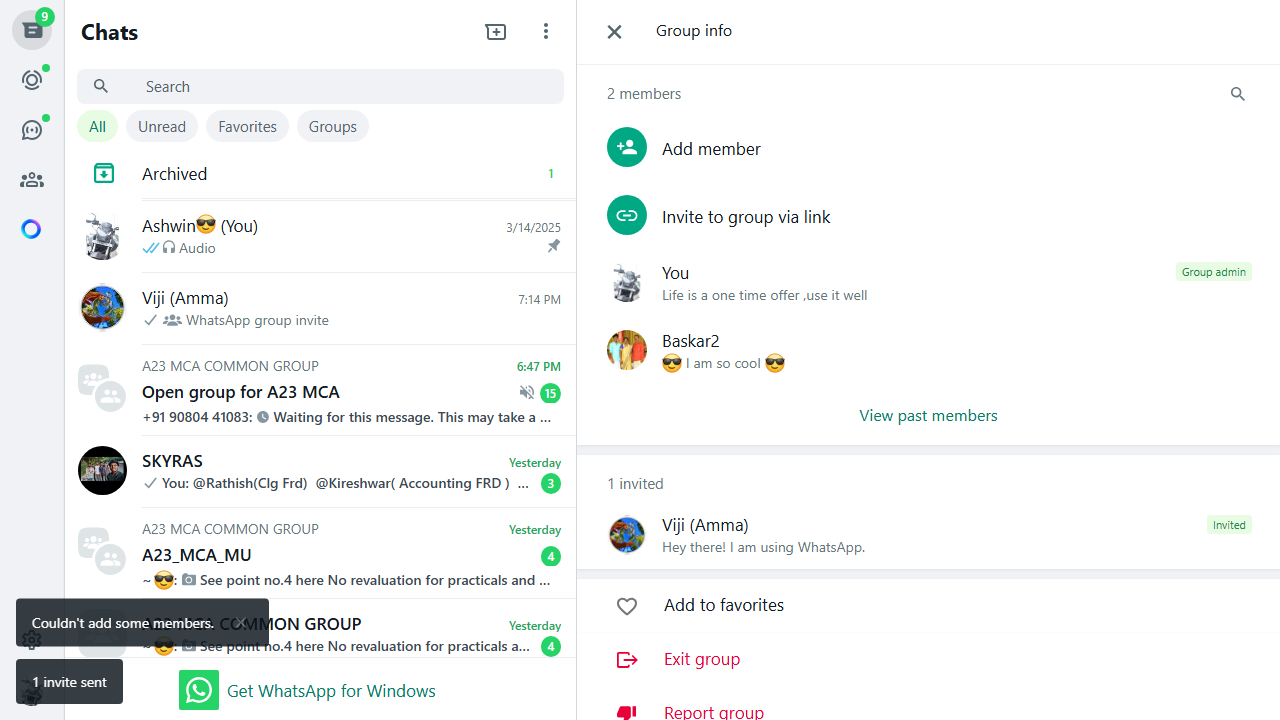 9
Chats
Search
All
Unread
Favorites
Groups
Archived
1
Ashwin😎 (You)
3/14/2025
Audio
Viji (Amma)
7:14 PM
WhatsApp group invite
A23 MCA COMMON GROUP
6:47 PM
Open group for A23 MCA
15
+91 90804 41083: Waiting for this message. This may take a ...
SKYRAS
Yesterday
You: @Rathish(Clg Frd) @Kireshwar( Accounting FRD ) ...
3
A23 MCA COMMON GROUP
Yesterday
A23_MCA_MU
4
~ 😎: See point no.4 here No revaluation for practicals and ...
COMMON GROUP
Yesterday
~ 😎: See point no.4 here No revaluation for practicals a...
4
Couldn't add some members.
1 invite sent
Get WhatsApp for Windows
Group info
2 members
Add member
Invite to group via link
You
Group admin
Life is a one time offer ,use it well
Baskar2
😎 I am so cool 😎
View past members
1 invited
Viji (Amma)
Invited
Hey there! I am using WhatsApp.
Add to favorites
Exit group
Report group